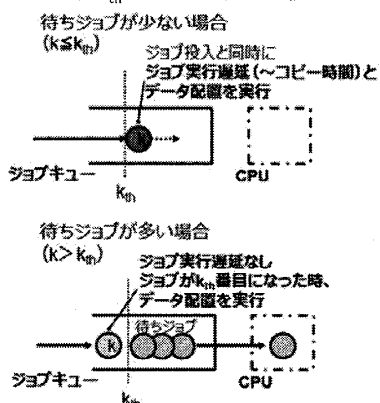 待ちジョブが少ない場合
(k≦kth)
ジョブ投入と同時に
ジョブ実行遅延(～コピー時間)と
データ配置を実行
ジョブキュー
CPU
kth
待ちジョブが多い場合
(k>kth)
ジョブ実行遅延なし
ジョブがkth番目になった時、
データ配置を実行
k
待ちジョブ
ジョブキュー
CPU
kth